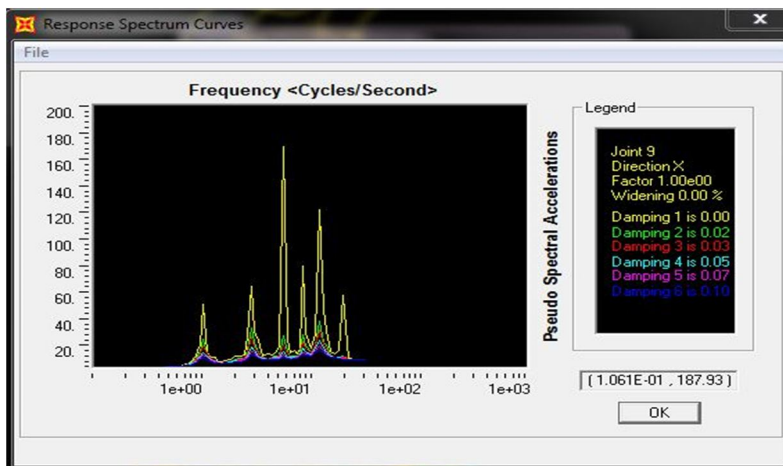 Response Spectrum Curves
File
Frequency <Cycles/Second>
200.
180.
160.
140.
120.
100.
80.
60.
40.
20.
1e+00
1e+01
1e+02
1e+03
Pseudo Spectral Accelerations
Legend
Joint 9
Direction X
Factor 1.00e00
Widening 0.00 %
Damping 1 is 0.00
Damping 2 is 0.02
Damping 3 is 0.03
Damping 4 is 0.05
Damping 5 is 0.07
Damping 6 is 0.10
( 1.061E-01 , 187.93 )
OK